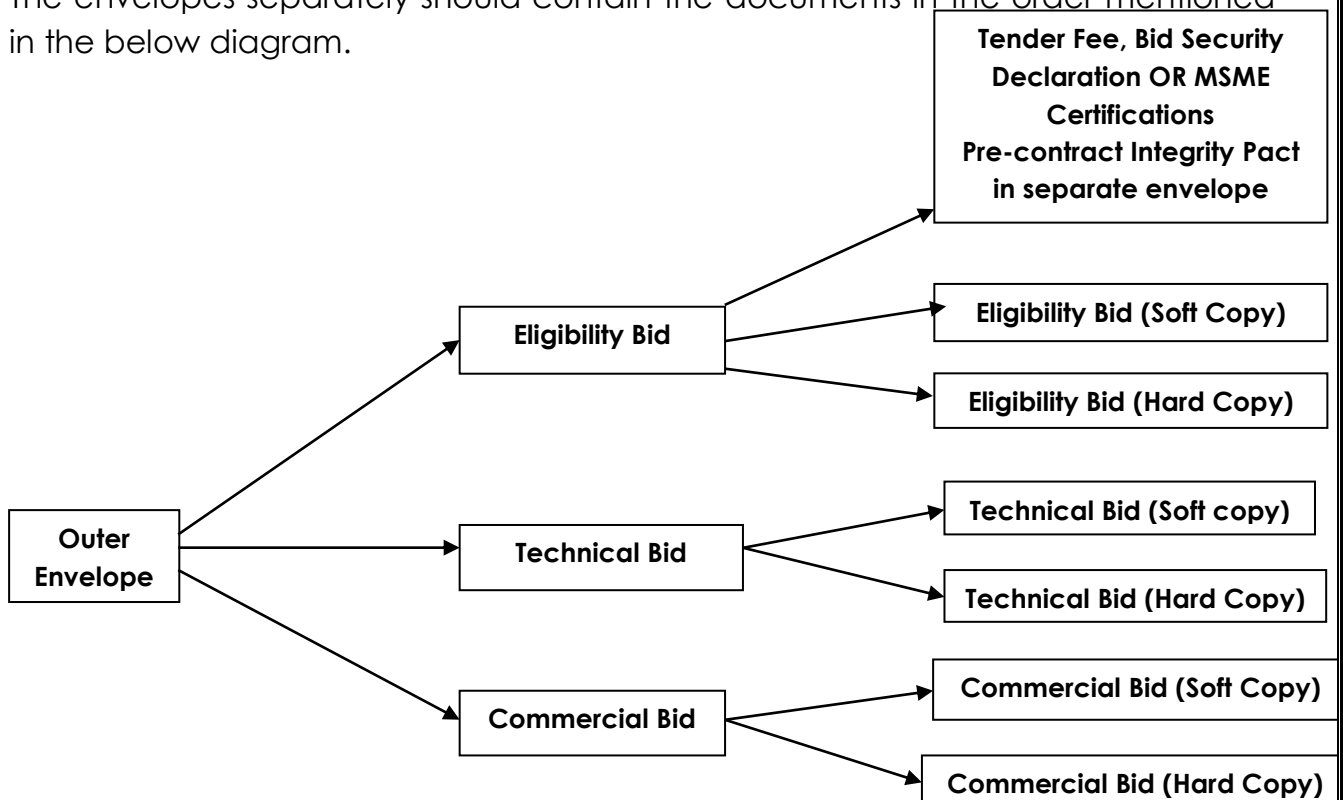 The envelopes separately should contain the documents in the order mentioned
in the below diagram.
Tender Fee, Bid Security
Declaration OR MSME
Certifications
Pre-contract Integrity Pact
in separate envelope
Eligibility Bid
Eligibility Bid (Soft Copy)
Eligibility Bid (Hard Copy)
Outer
Envelope
Technical Bid
Technical Bid (Soft copy)
Technical Bid (Hard Copy)
Commercial Bid
Commercial Bid (Soft Copy)
Commercial Bid (Hard Copy)